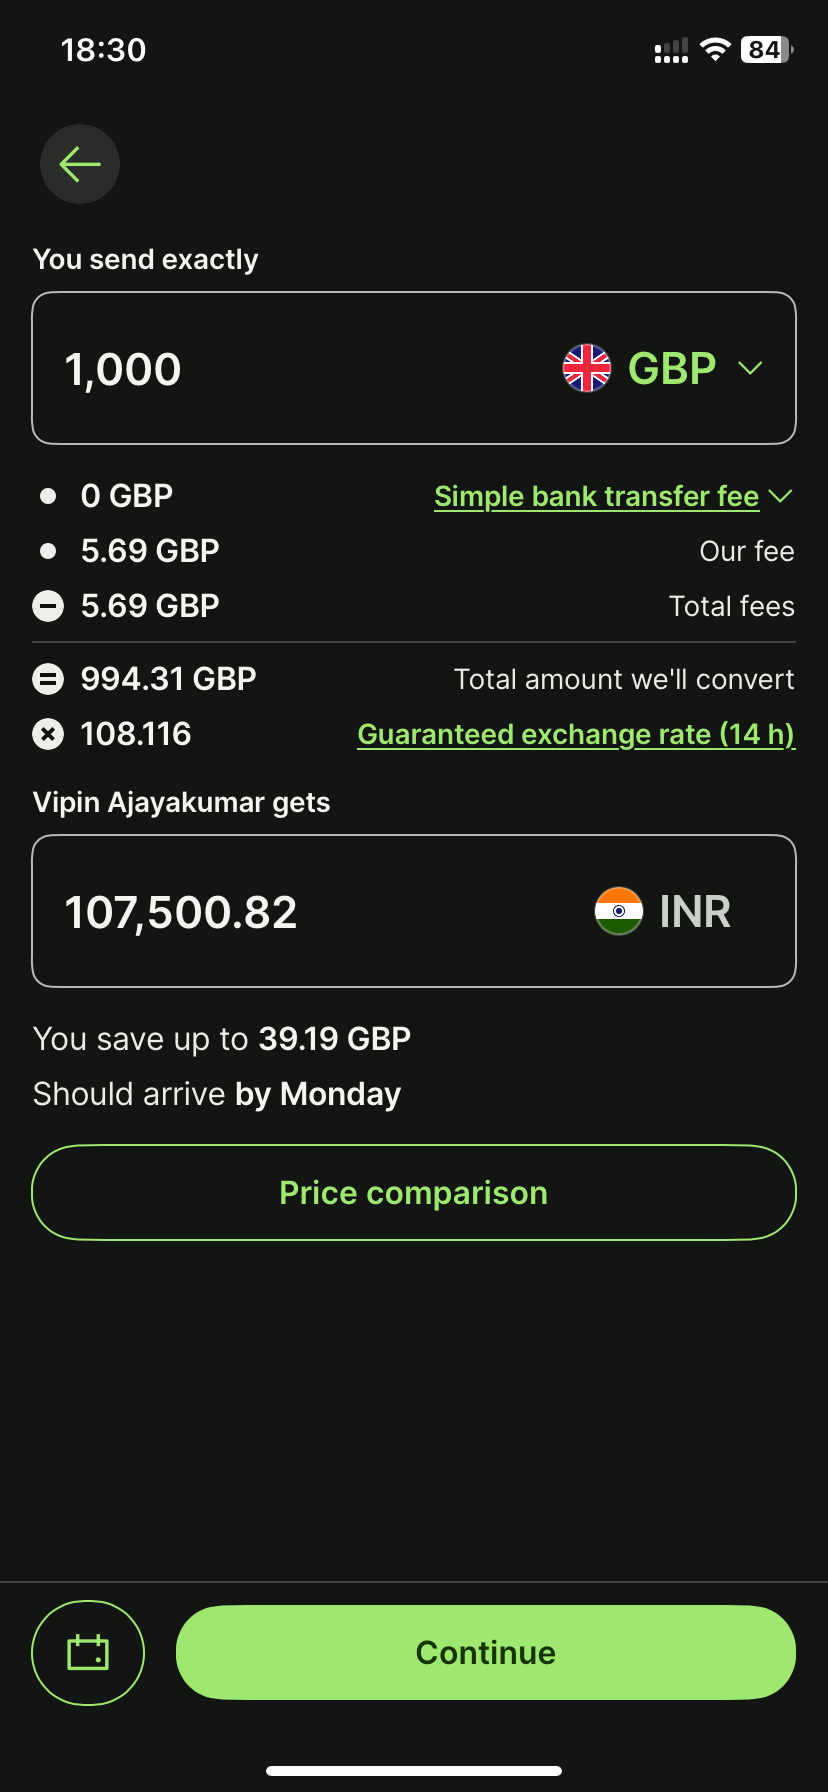 18:30
84
You send exactly
1,000 GBP
0 GBP Simple bank transfer fee
5.69 GBP Our fee
5.69 GBP Total fees
994.31 GBP Total amount we'll convert
108.116 Guaranteed exchange rate (14 h)
Vipin Ajayakumar gets
107,500.82 INR
You save up to 39.19 GBP
Should arrive by Monday
Price comparison
Continue